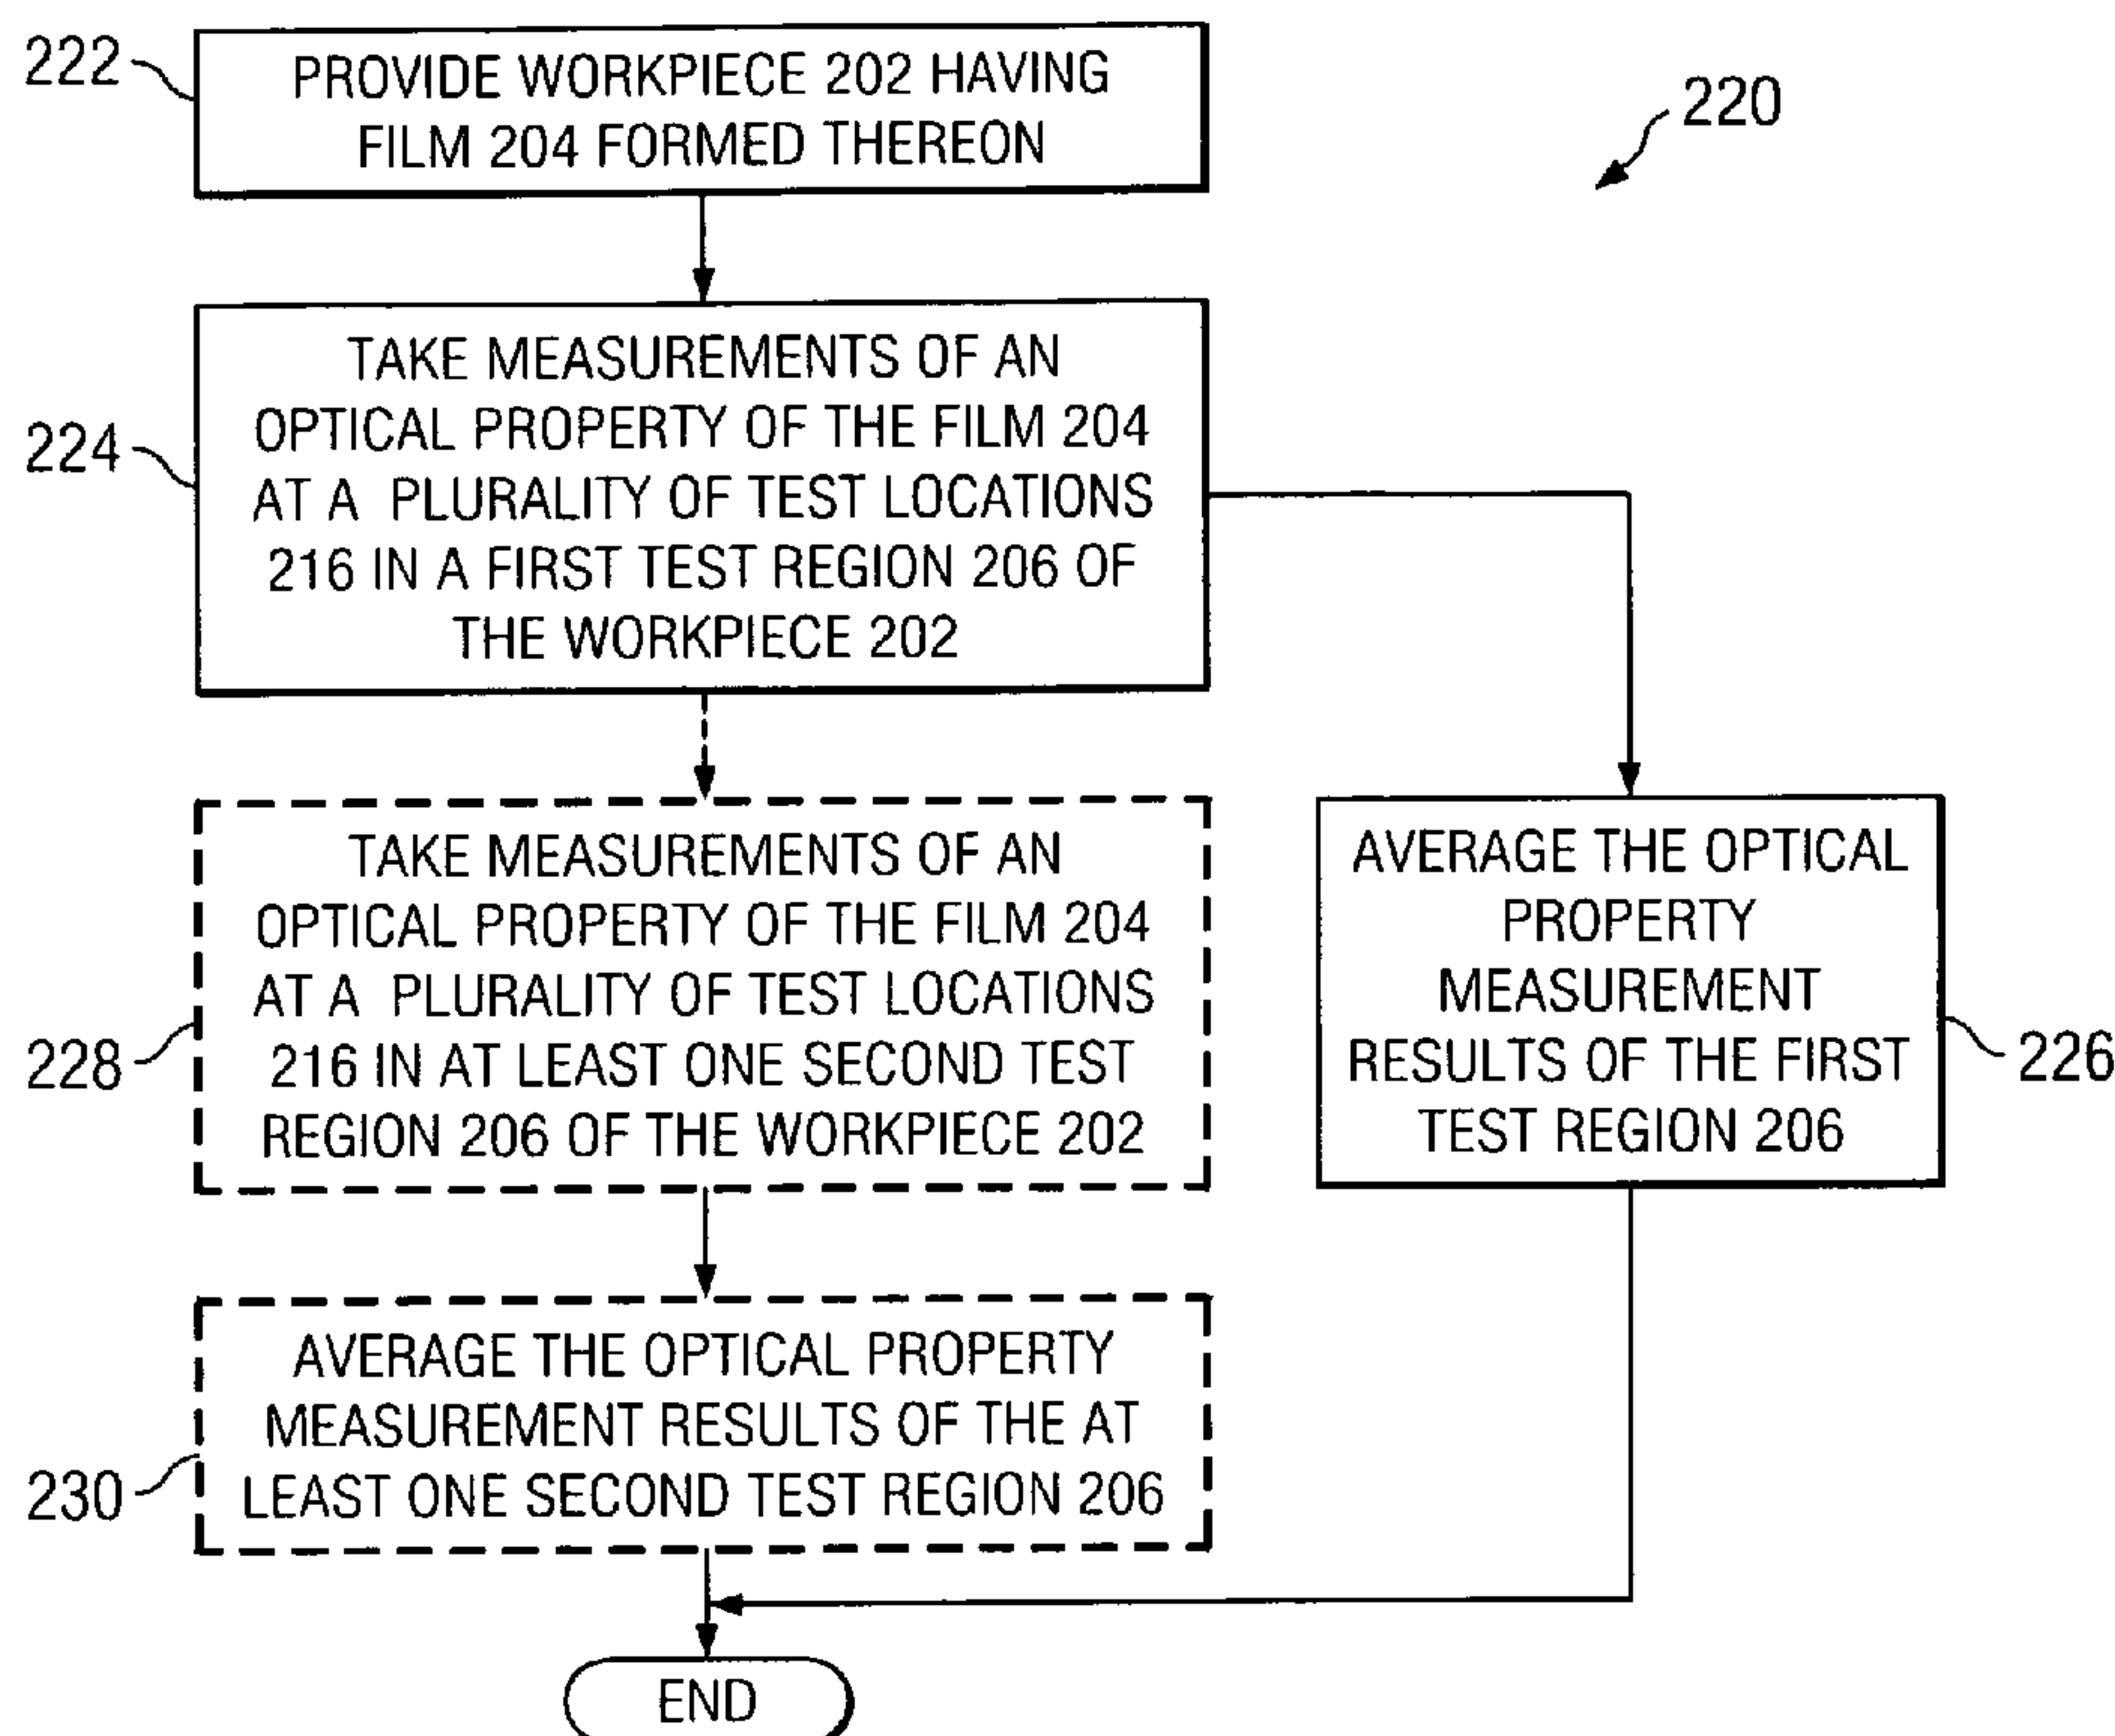 222
PROVIDE WORKPIECE 202 HAVING
FILM 204 FORMED THEREON
220
224
TAKE MEASUREMENTS OF AN
OPTICAL PROPERTY OF THE FILM 204
AT A PLURALITY OF TEST LOCATIONS
216 IN A FIRST TEST REGION 206 OF
THE WORKPIECE 202
228
TAKE MEASUREMENTS OF AN
OPTICAL PROPERTY OF THE FILM 204
AT A PLURALITY OF TEST LOCATIONS
216 IN AT LEAST ONE SECOND TEST
REGION 206 OF THE WORKPIECE 202
AVERAGE THE OPTICAL
PROPERTY
MEASUREMENT
RESULTS OF THE FIRST
TEST REGION 206
226
230
AVERAGE THE OPTICAL PROPERTY
MEASUREMENT RESULTS OF THE AT
LEAST ONE SECOND TEST REGION 206
END